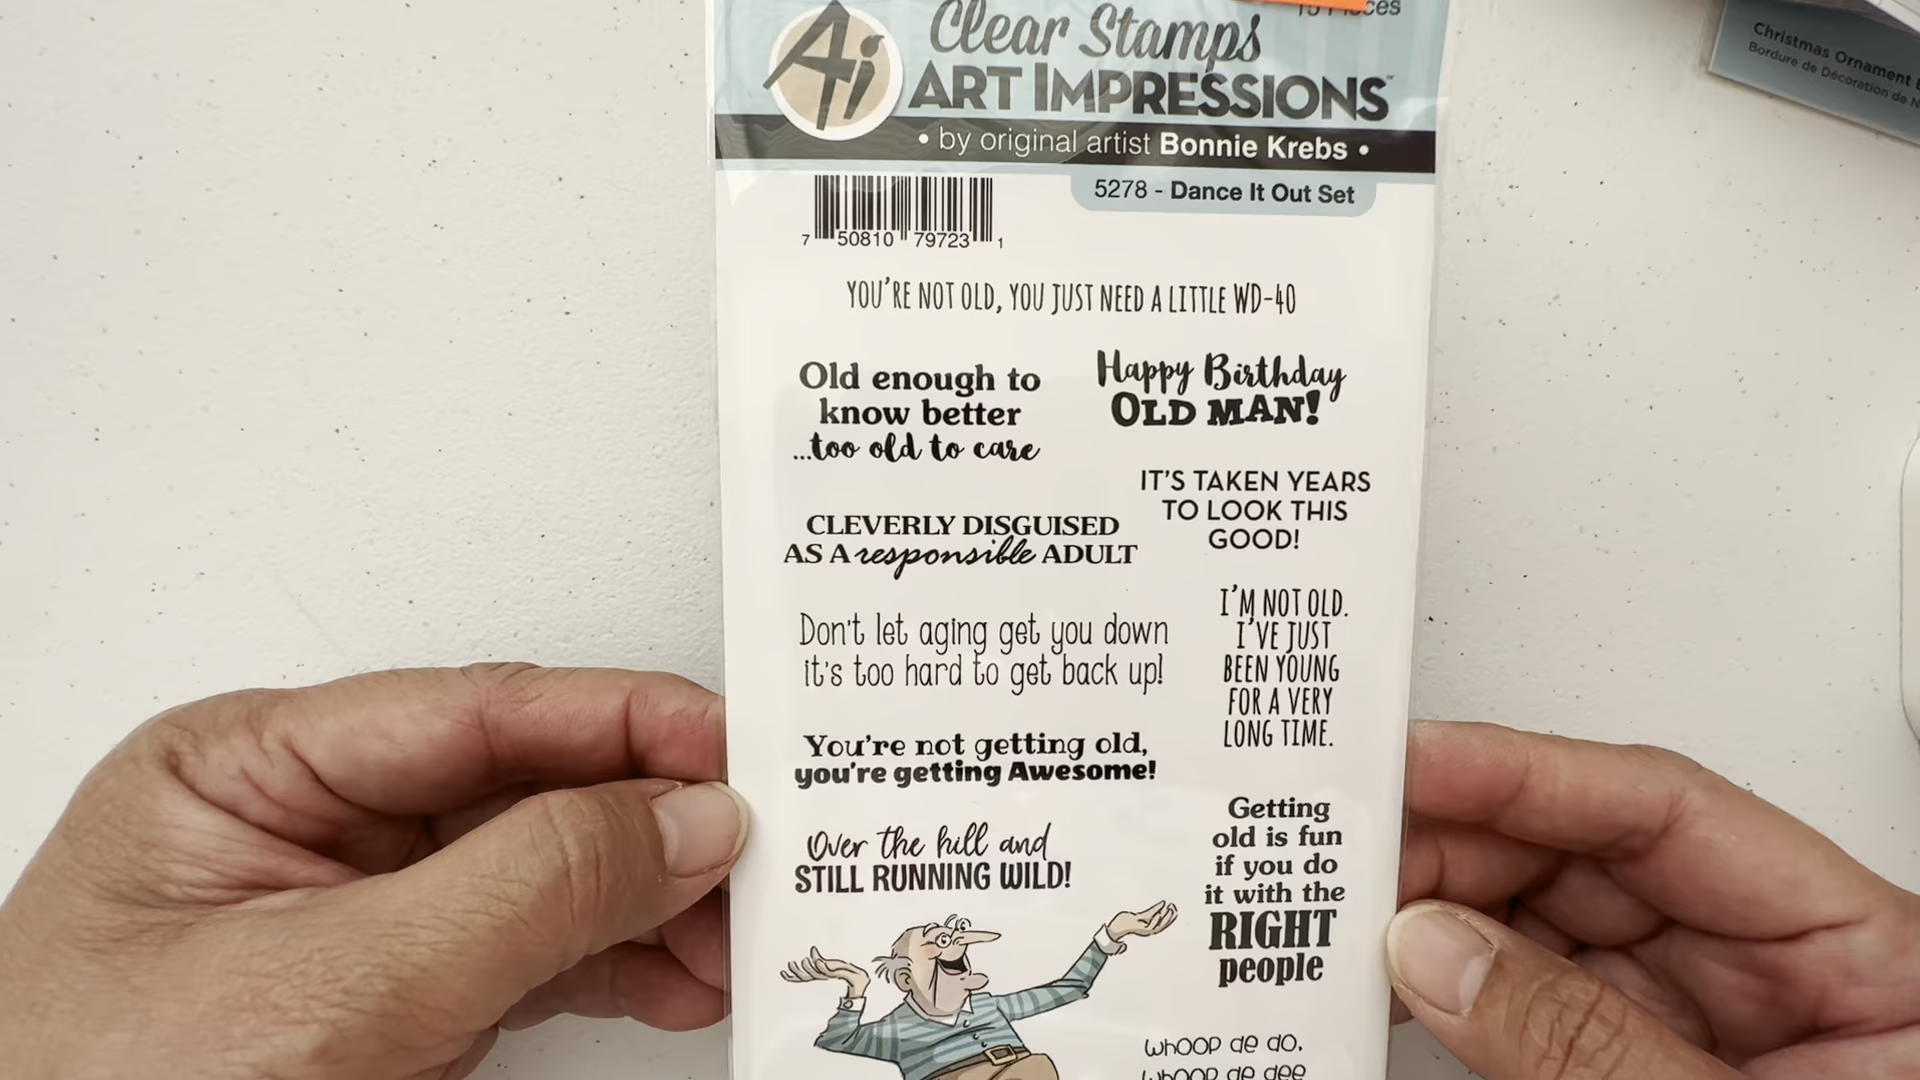 Clear Stamps
Ai
ART IMPRESSIONS
• by original artist Bonnie Krebs •
5278 - Dance It Out Set
7 50810 79723 1
YOU'RE NOT OLD, YOU JUST NEED A LITTLE WD-40
Old enough to
know better
...too old to care
Happy Birthday
OLD MAN!
IT'S TAKEN YEARS
TO LOOK THIS
GOOD!
CLEVERLY DISGUISED
AS A responsible ADULT
I'M NOT OLD.
I'VE JUST
BEEN YOUNG
FOR A VERY
LONG TIME.
Don't let aging get you down
it's too hard to get back up!
You're not getting old,
you're getting Awesome!
Getting
old is fun
if you do
it with the
RIGHT
people
Over the hill and
STILL RUNNING WILD!
whoop de do,
whoop de dee
Christmas Ornament
Bordure de Décoration de